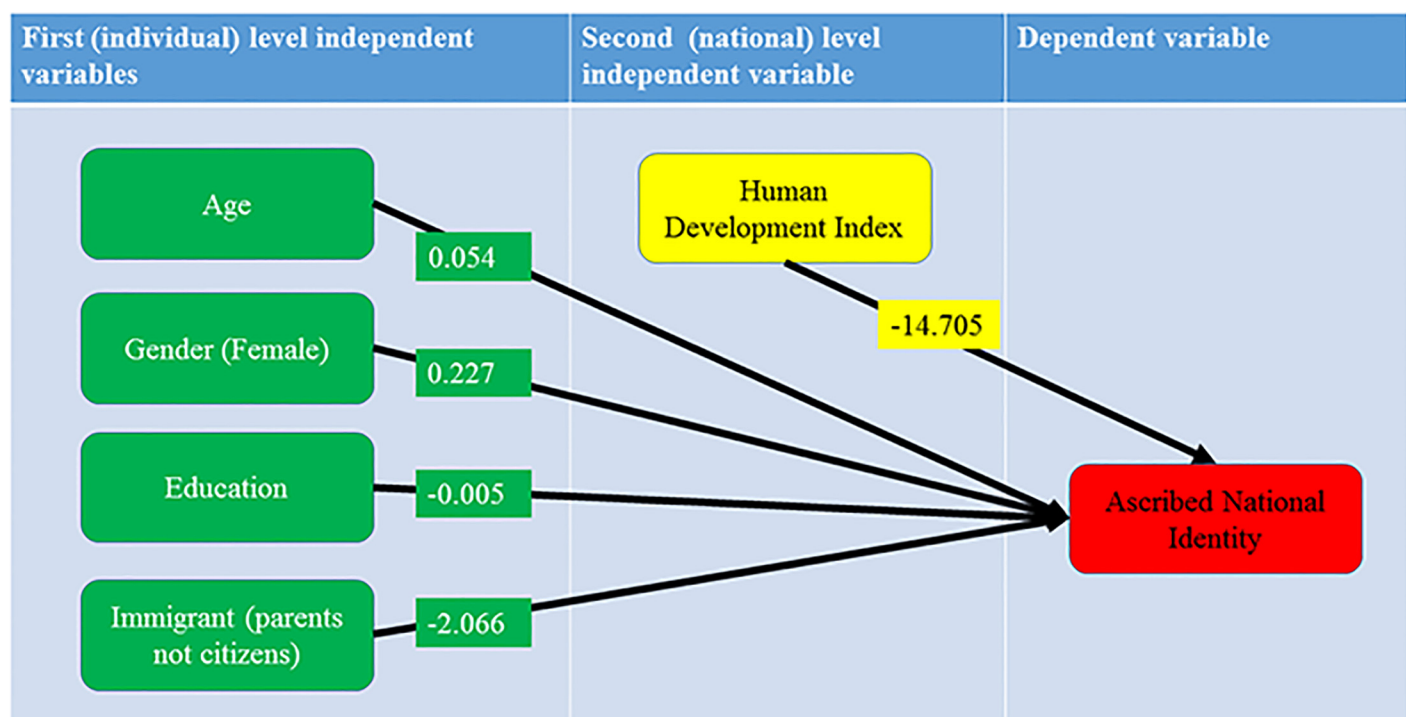 First (individual) level independent
variables
Second  (national) level
independent variable
Dependent variable
Age
0.054
Human
Development Index
-14.705
Gender (Female)
0.227
Education
-0.005
Ascribed National
Identity
Immigrant (parents
not citizens)
-2.066